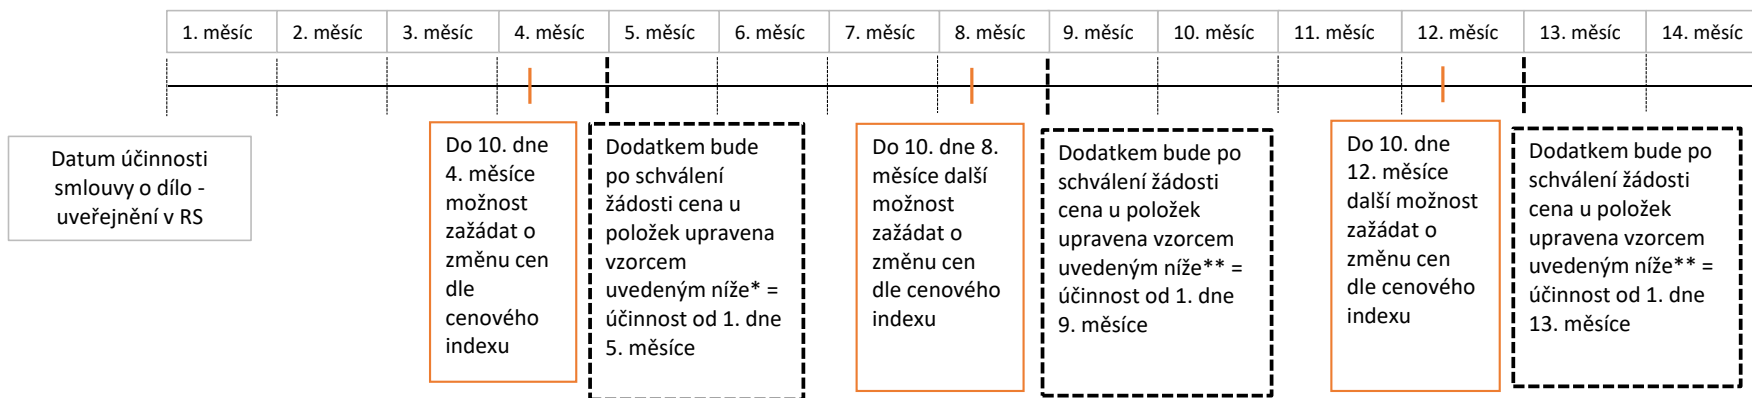 1. měsíc 2. měsíc 3. měsíc 4. měsíc 5. měsíc 6. měsíc 7. měsíc 8. měsíc 9. měsíc 10. měsíc 11. měsíc 12. měsíc 13. měsíc 14. měsíc
Datum účinnosti
smlouvy o dílo -
uveřejnění v RS
Do 10. dne
4. měsíce
možnost
zažádat o
změnu cen
dle
cenového
indexu
Dodatkem bude
po schválení
žádosti cena u
položek upravena
vzorcem
uvedeným níže* =
účinnost od 1. dne
5. měsíce
Do 10. dne 8.
měsíce další
možnost
zažádat o
změnu cen
dle cenového
indexu
Dodatkem bude po
schválení žádosti
cena u položek
upravena vzorcem
uvedeným níže** =
účinnost od 1. dne
9. měsíce
Do 10. dne
12. měsíce
další možnost
zažádat o
změnu cen
dle cenového
indexu
Dodatkem bude po
schválení žádosti
cena u položek
upravena vzorcem
uvedeným níže** =
účinnost od 1. dne
13. měsíce